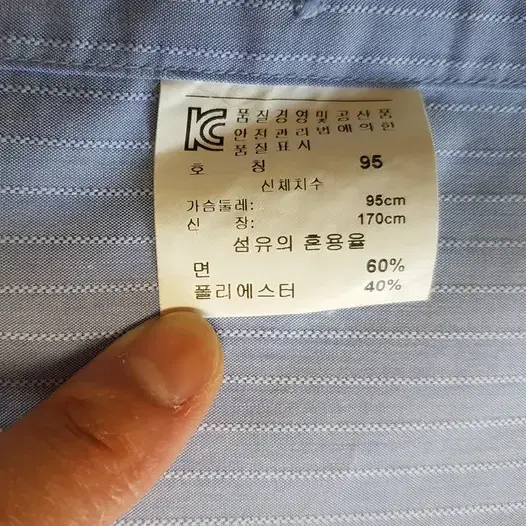 KC 품질경영및공산품
안전관리법에의한
품질표시
호 칭 95
신체치수
가슴둘레: 95cm
신 장: 170cm
섬유의 혼용율
면 60%
폴리에스터 40%